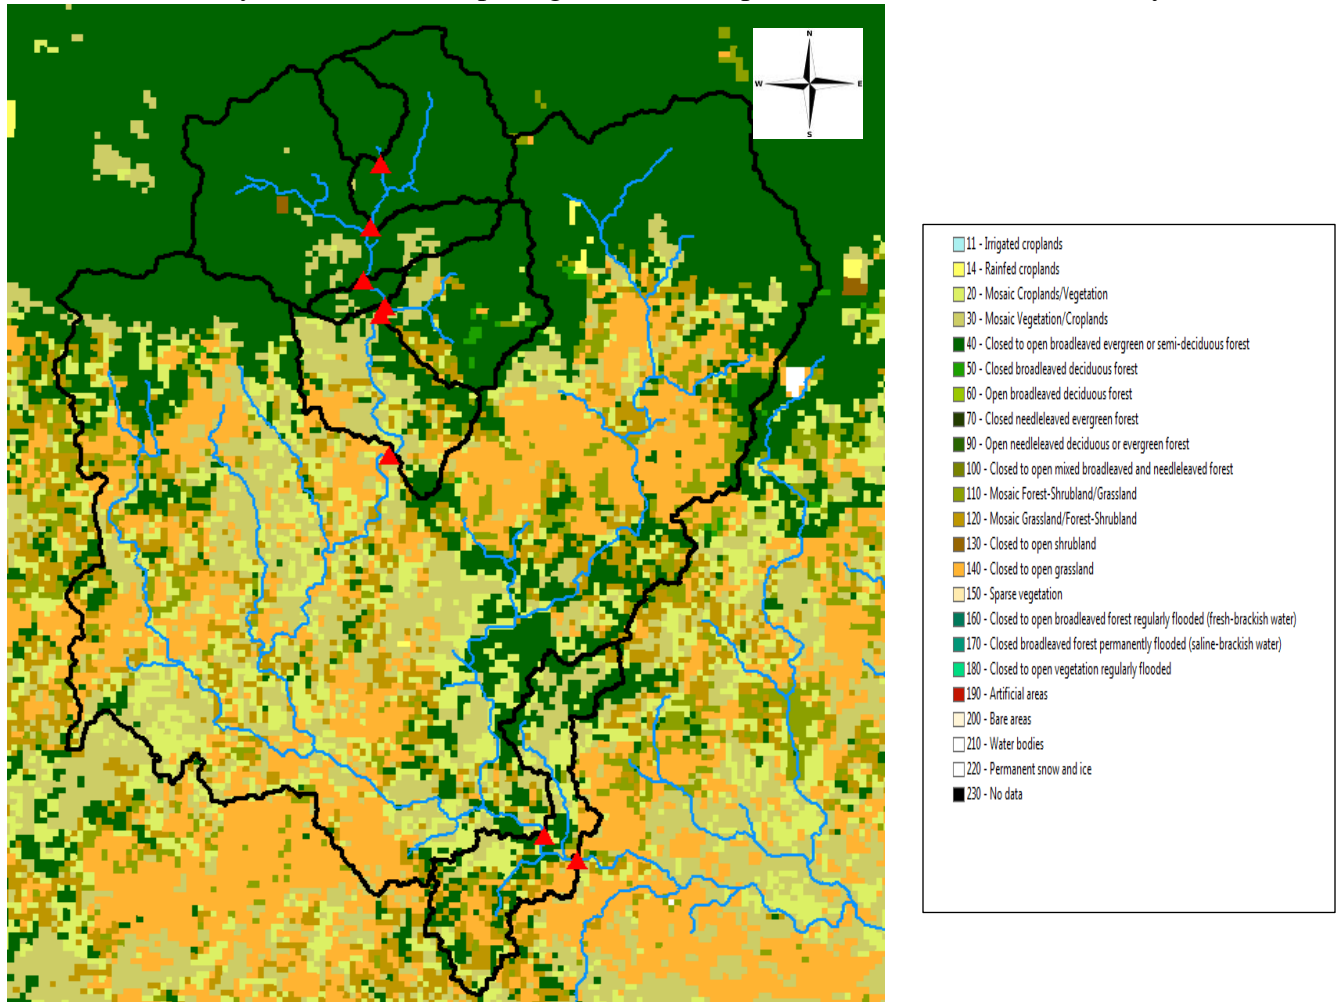 N
W E
S
11 - Irrigated croplands
14 - Rainfed croplands
20 - Mosaic Croplands/Vegetation
30 - Mosaic Vegetation/Croplands
40 - Closed to open broadleaved evergreen or semi-deciduous forest
50 - Closed broadleaved deciduous forest
60 - Open broadleaved deciduous forest
70 - Closed needleleaved evergreen forest
90 - Open needleleaved deciduous or evergreen forest
100 - Closed to open mixed broadleaved and needleleaved forest
110 - Mosaic Forest-Shrubland/Grassland
120 - Mosaic Grassland/Forest-Shrubland
130 - Closed to open shrubland
140 - Closed to open grassland
150 - Sparse vegetation
160 - Closed to open broadleaved forest regularly flooded (fresh-brackish water)
170 - Closed broadleaved forest permanently flooded (saline-brackish water)
180 - Closed to open vegetation regularly flooded
190 - Artificial areas
200 - Bare areas
210 - Water bodies
220 - Permanent snow and ice
230 - No data